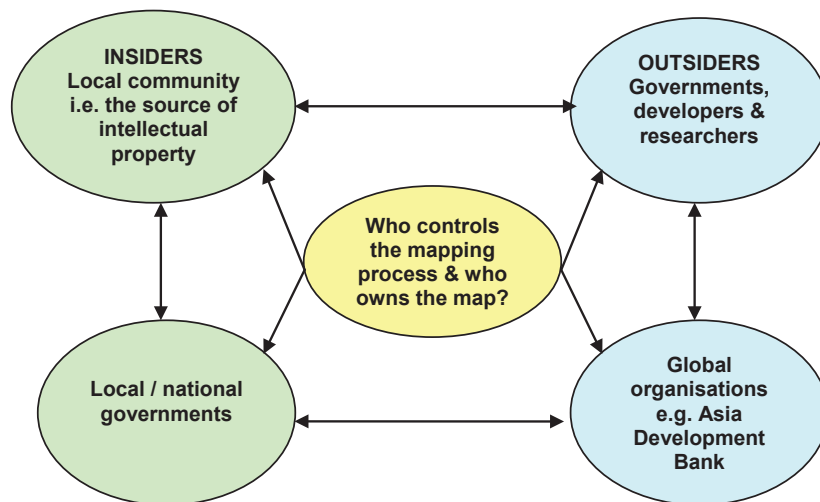 INSIDERS
Local community
i.e. the source of
intellectual
property
OUTSIDERS
Governments,
developers &
researchers
Who controls
the mapping
process & who
owns the map?
Local / national
governments
Global
organisations
e.g. Asia
Development
Bank